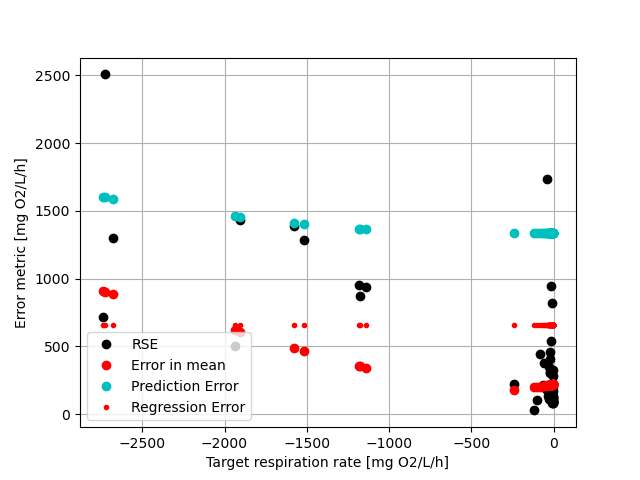 2500
2000
1500
1000
500
0
Error metric [mg O2/L/h]
RSE
Error in mean
Prediction Error
Regression Error
−2500 −2000 −1500 −1000 −500 0
Target respiration rate [mg O2/L/h]